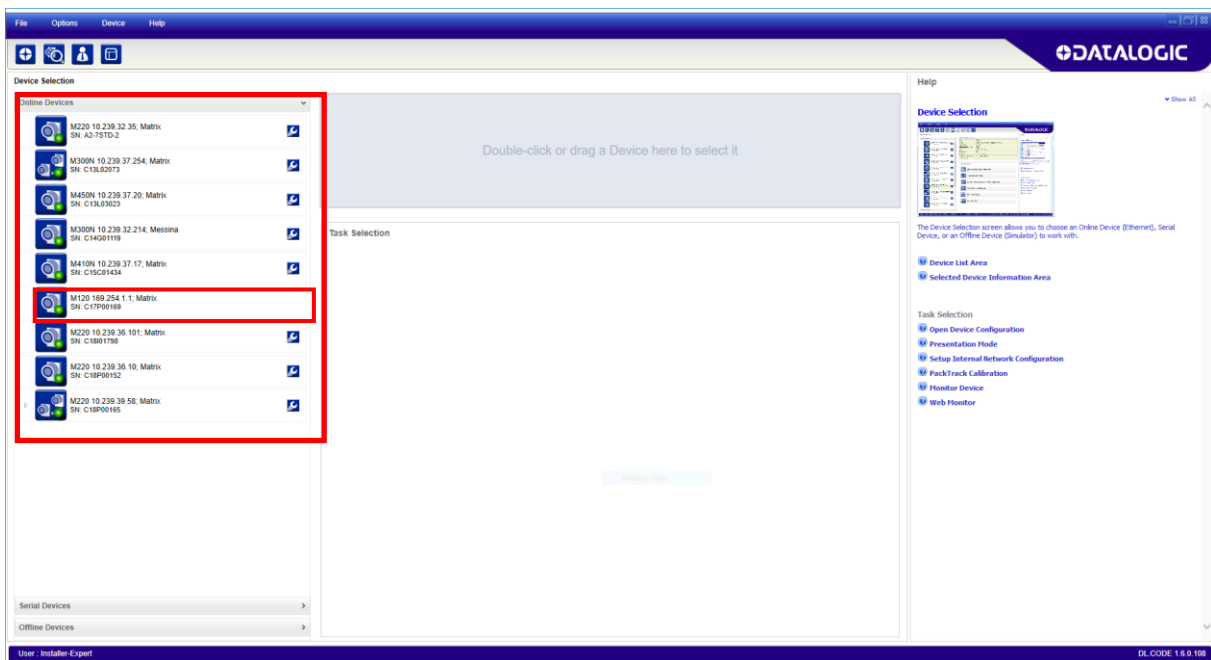 File Options Device Help
DATALOGIC
Device Selection
Online Devices
M220 10.239.32.35; Matrix
SN: A2-7STD-2
M300N 10.239.37.254; Matrix
SN: C13L02073
M450N 10.239.37.20; Matrix
SN: C13L03023
M300N 10.239.32.214; Messina
SN: C14G01119
M410N 10.239.37.17; Matrix
SN: C15C01434
M120 169.254.1.1; Matrix
SN: C17P00169
M220 10.239.36.101; Matrix
SN: C18I01798
M220 10.239.36.10; Matrix
SN: C18P00152
M220 10.239.39.58; Matrix
SN: C18P00165
Serial Devices
Offline Devices
Double-click or drag a Device here to select it
Task Selection
Help
Show All
Device Selection
The Device Selection screen allows you to choose an Online Device (Ethernet), Serial
Device, or an Offline Device (Simulator) to work with.
Device List Area
Selected Device Information Area
Task Selection
Open Device Configuration
Presentation Mode
Setup Internal Network Configuration
PackTrack Calibration
Monitor Device
Web Monitor
User : Installer-Expert
DL.CODE 1.6.0.108